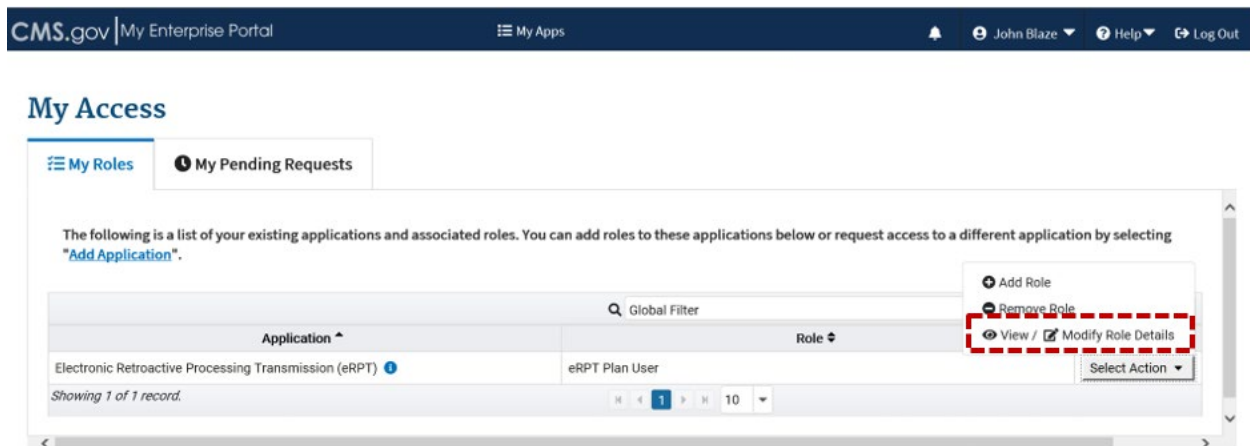 CMS.gov My Enterprise Portal My Apps John Blaze Help Log Out
My Access
My Roles My Pending Requests
The following is a list of your existing applications and associated roles. You can add roles to these applications below or request access to a different application by selecting
"Add Application".
Add Role
Global Filter Remove Role
Application Role View / Modify Role Details
Electronic Retroactive Processing Transmission (eRPT) eRPT Plan User Select Action
Showing 1 of 1 record. 1 10